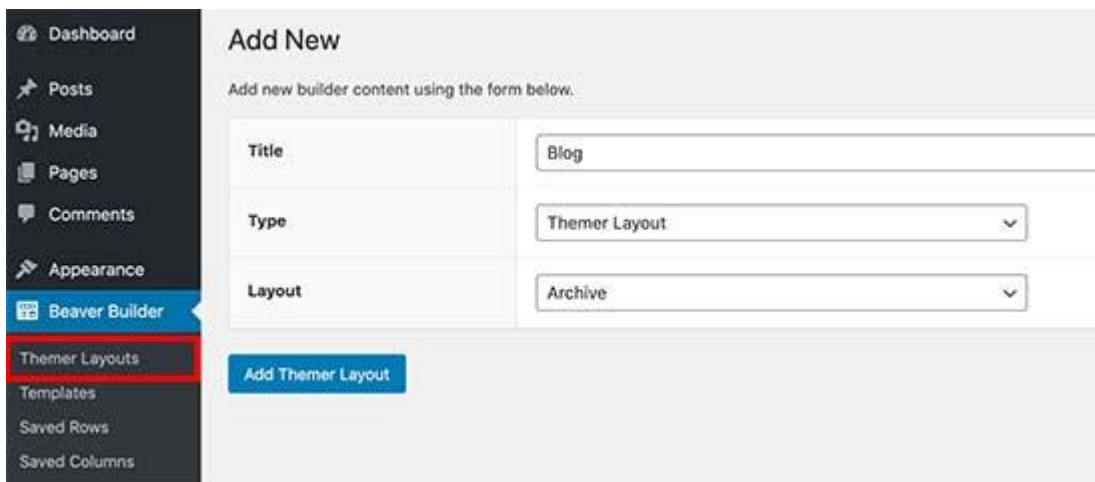 Dashboard
Posts
Media
Pages
Comments
Appearance
Beaver Builder
Themer Layouts
Templates
Saved Rows
Saved Columns
Add New
Add new builder content using the form below.
Title
Blog
Type
Themer Layout
Layout
Archive
Add Themer Layout